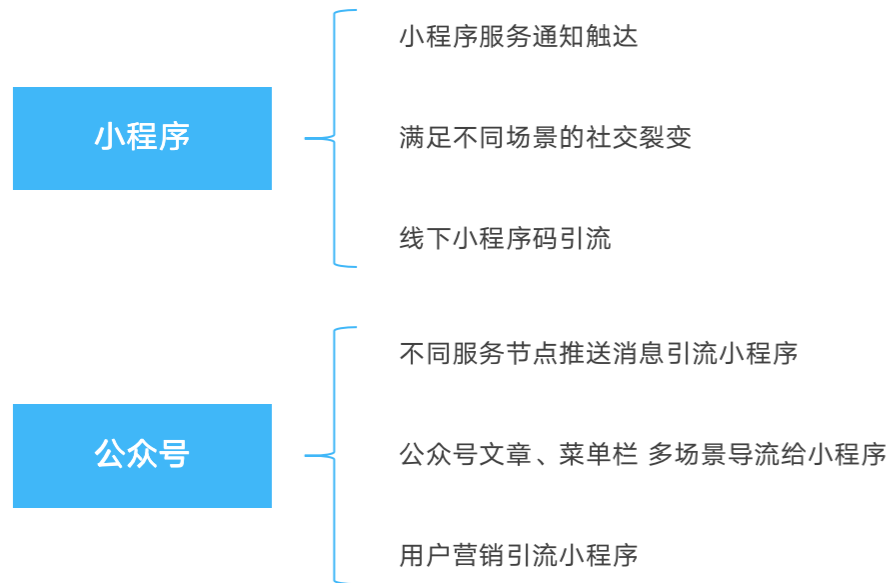 小程序
小程序服务通知触达
满足不同场景的社交裂变
线下小程序码引流
公众号
不同服务节点推送消息引流小程序
公众号文章、菜单栏 多场景导流给小程序
用户营销引流小程序